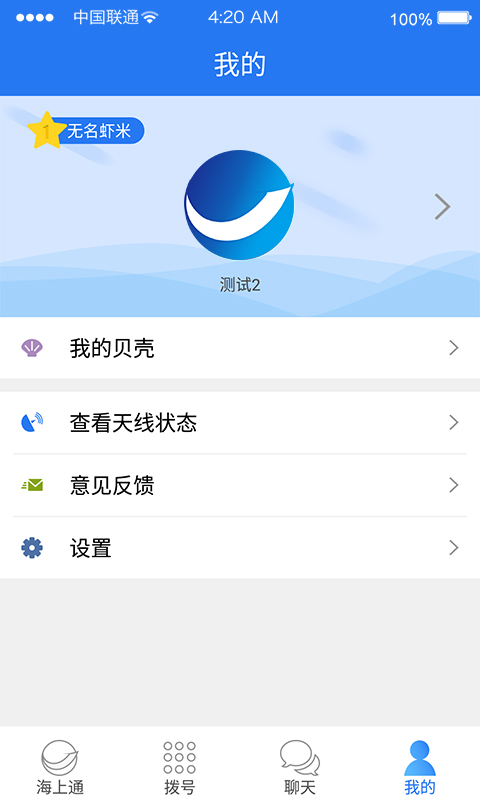 中国联通 4:20 AM 100%
我的
1 无名虾米
测试2
我的贝壳
查看天线状态
意见反馈
设置
海上通 拨号 聊天 我的